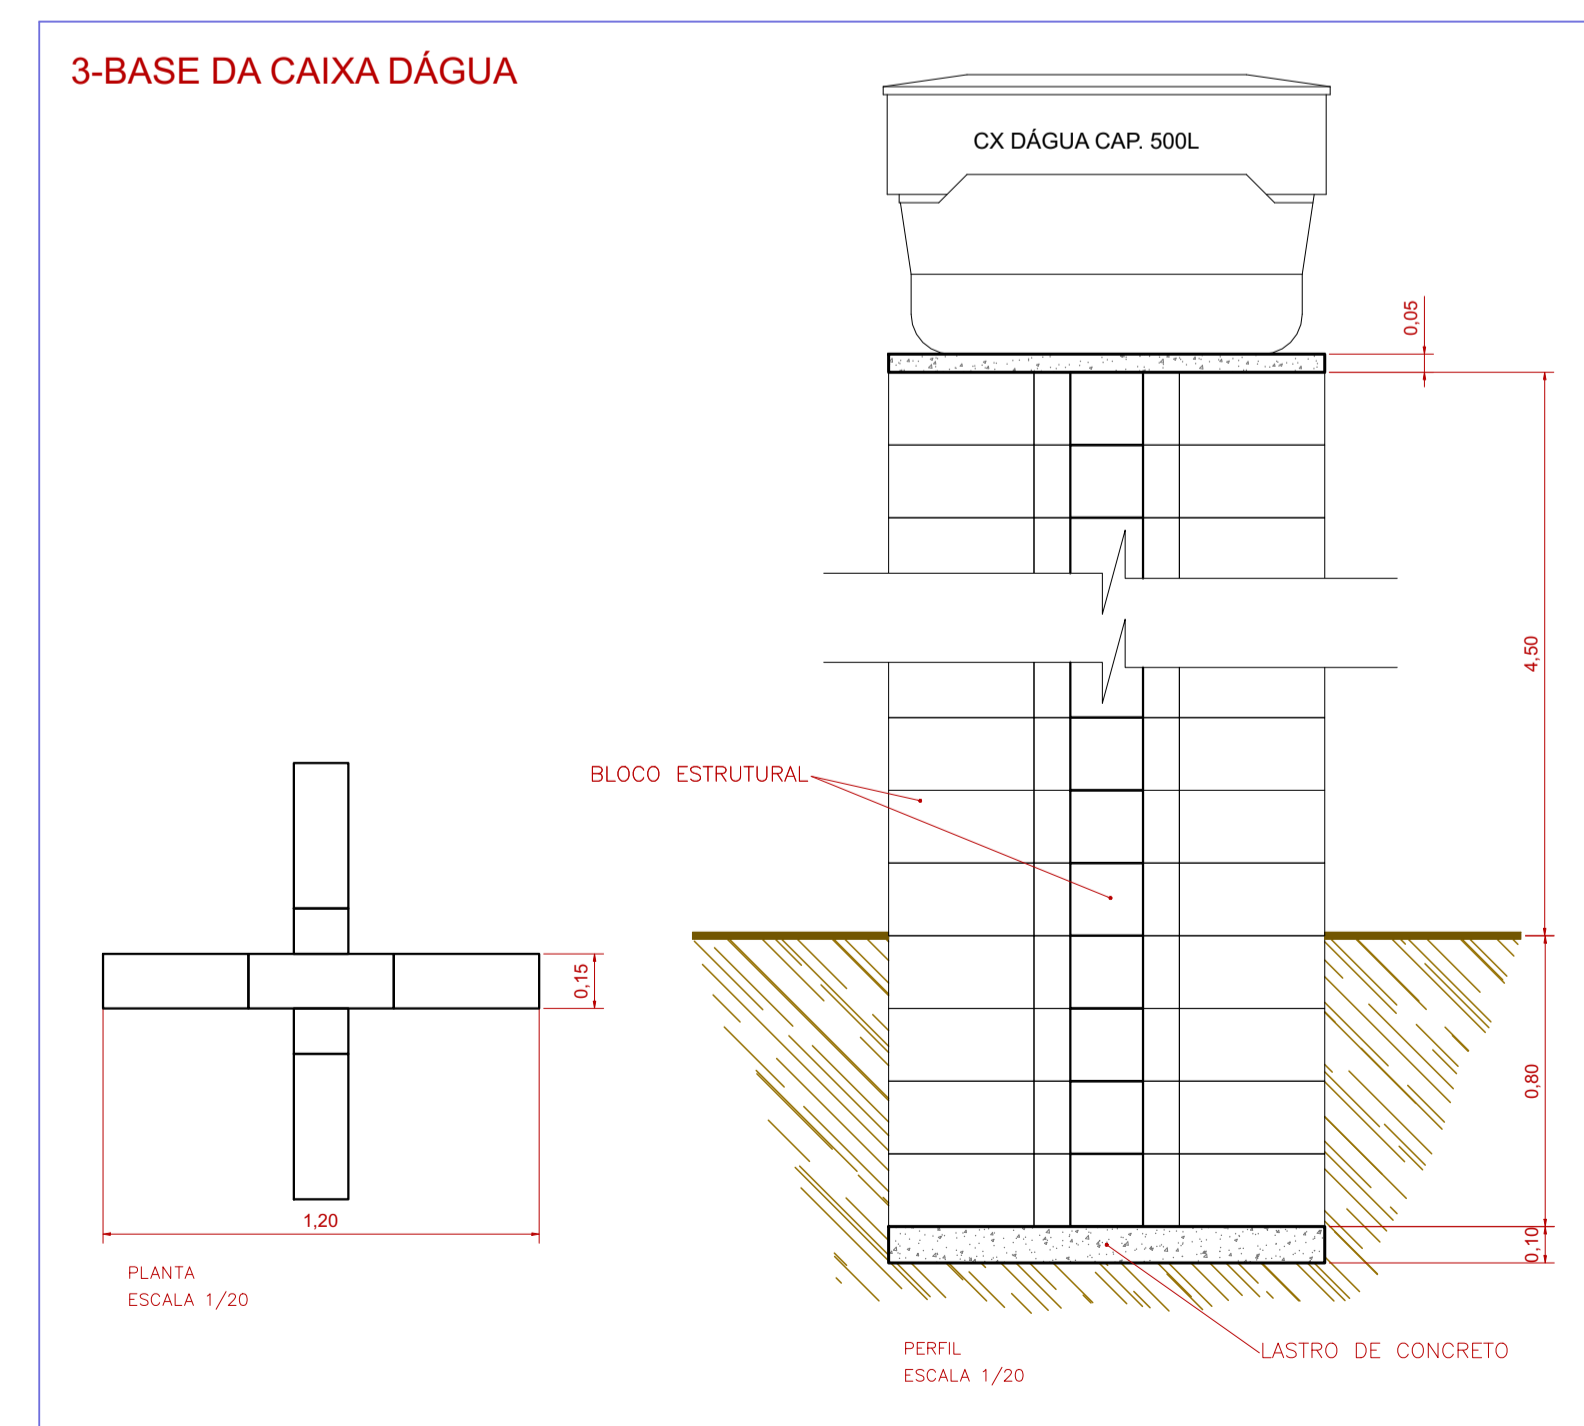 3-BASE DA CAIXA DÁGUA
CX DÁGUA CAP. 500L
0,05
4,50
BLOCO ESTRUTURAL
0,15
0,80
1,20
0,10
PLANTA
ESCALA 1/20
PERFIL
ESCALA 1/20
LASTRO DE CONCRETO